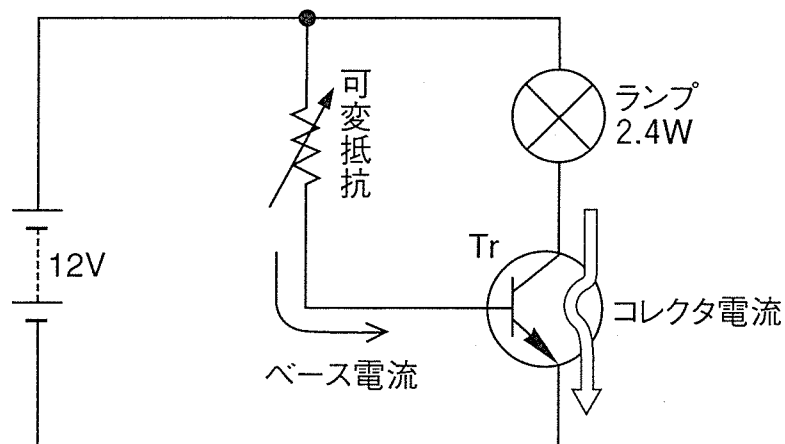 可変抵抗
ランプ
2.4W
Tr
12V
コレクタ電流
ベース電流